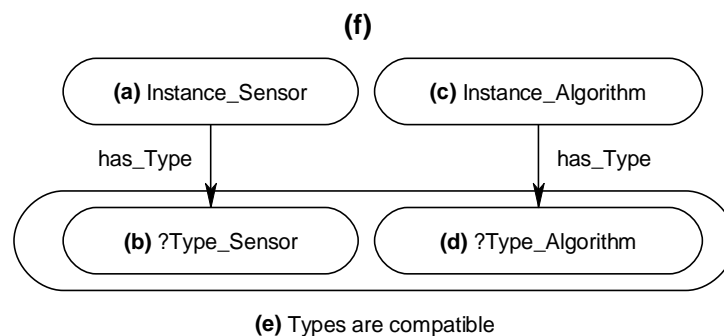 (f)
(a) Instance_Sensor
(c) Instance_Algorithm
has_Type
has_Type
(b) ?Type_Sensor
(d) ?Type_Algorithm
(e) Types are compatible